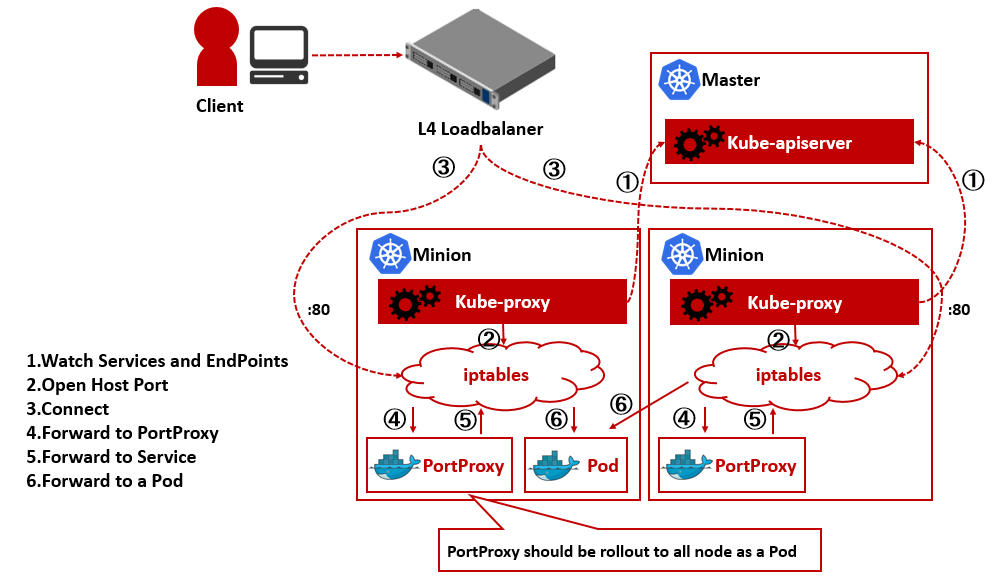 Client
L4 Loadbalaner
Master
Kube-apiserver
③
③
①
①
Minion
Minion
Kube-proxy
Kube-proxy
:80
:80
②
②
iptables
iptables
1.Watch Services and EndPoints
2.Open Host Port
3.Connect
4.Forward to PortProxy
5.Forward to Service
6.Forward to a Pod
④
⑤
⑥
⑥
④
⑤
PortProxy
Pod
PortProxy
PortProxy should be rollout to all node as a Pod